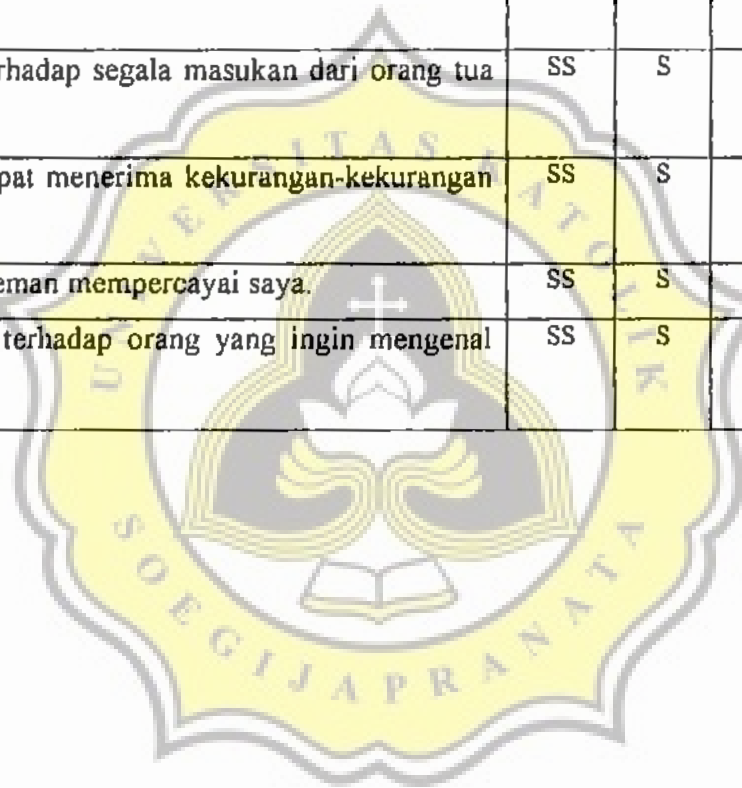 rhadap segala masukan dari orang tua SS S
pat menerima kekurangan-kekurangan SS S
eman mempercayai saya. SS S
terhadap orang yang ingin mengenal SS S
UNIVERSITAS KATOLIK
SOEGIJAPRANATA